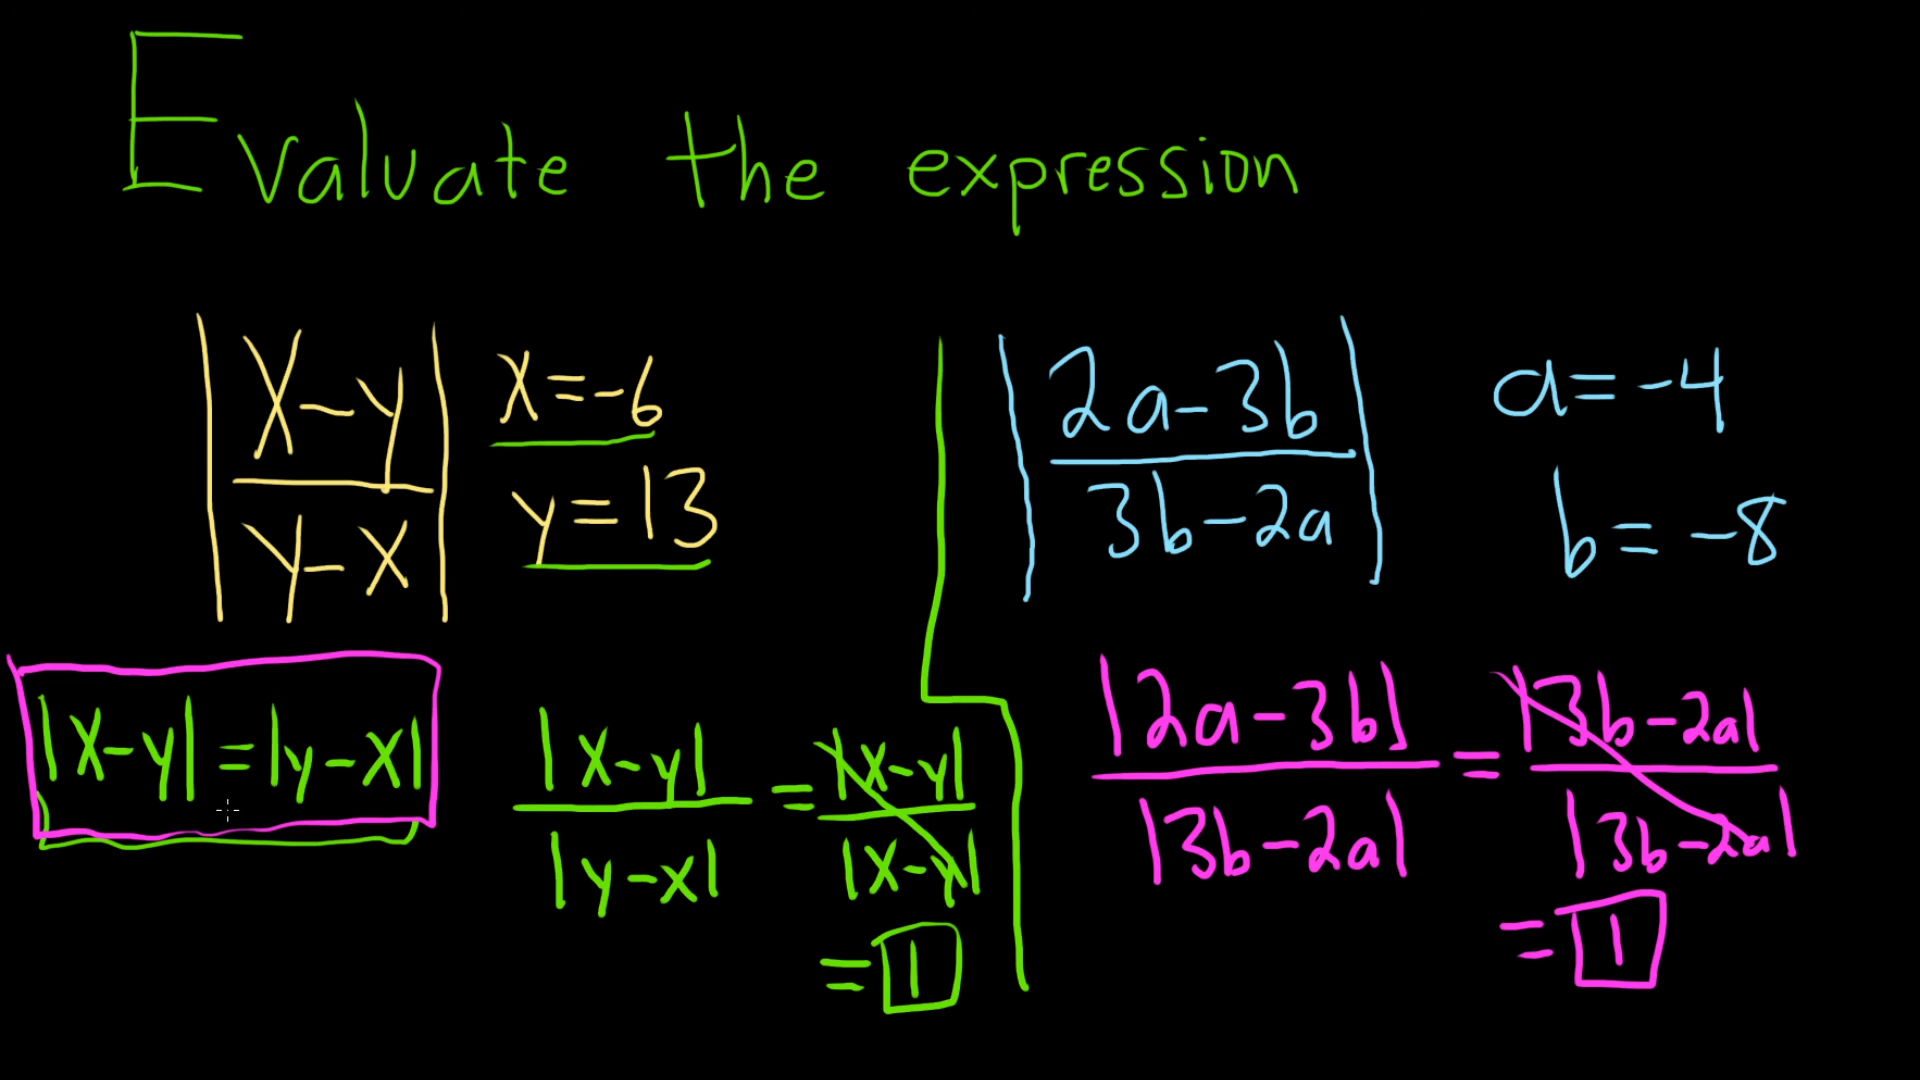 Evaluate the expression
|x-y / y-x| x=-6
y=13
|x-y|=|y-x|
|x-y| / |y-x| = |x-y| / |x-y|
= 1
|2a-3b / 3b-2a| a=-4
b=-8
|2a-3b| / |3b-2a| = |3b-2a| / |3b-2a|
= 1